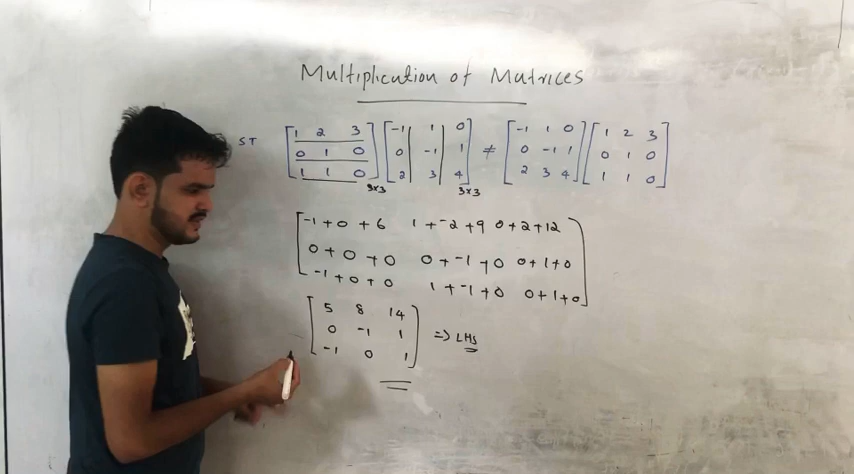 Multiplication of Matrices
ST [1 2 3 [-1 1 0 [-1 1 0 [1 2 3
0 1 0 0 -1 1 ≠ 0 -1 1 0 1 0
1 1 0] 2 3 4] 2 3 4] 1 1 0]
3x3 3x3
[-1+0+6 1+-2+9 0+2+12
0+0+0 0+-1+0 0+1+0
-1+0+0 1+-1+0 0+1+0]
[5 8 14
0 -1 1 => LHS
-1 0 1]